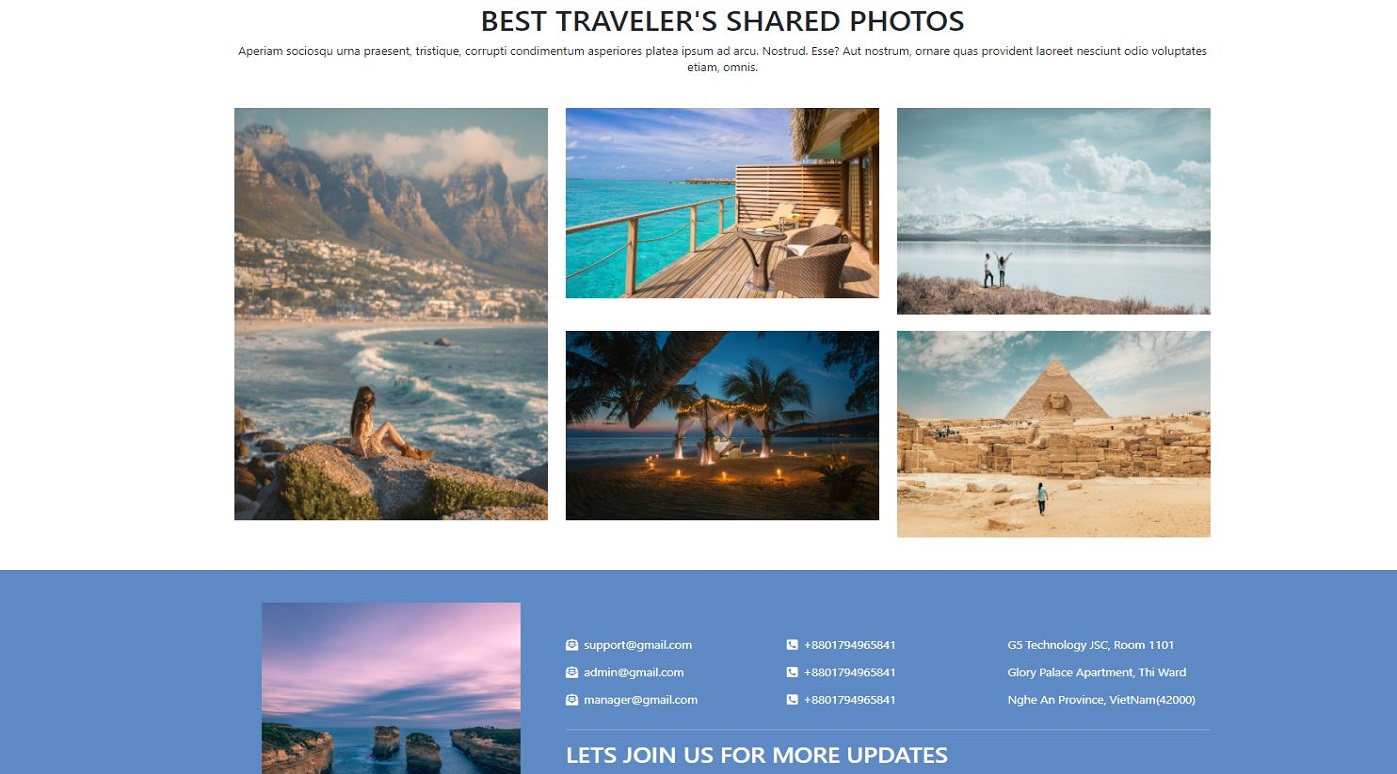 BEST TRAVELER'S SHARED PHOTOS
Aperiam sociosqu urna praesent, tristique, corrupti condimentum asperiores platea ipsum ad arcu. Nostrud. Esse? Aut nostrum, ornare quas provident laoreet nesciunt odio voluptates
etiam, omnis.
support@gmail.com
admin@gmail.com
manager@gmail.com
+8801794965841
+8801794965841
+8801794965841
G5 Technology JSC, Room 1101
Glory Palace Apartment, Thi Ward
Nghe An Province, VietNam(42000)
LETS JOIN US FOR MORE UPDATES